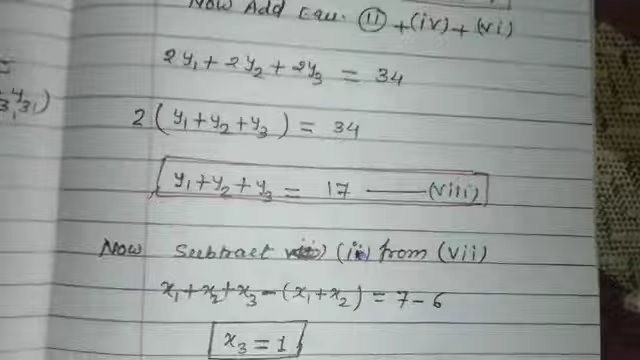 Now Add Equ. (ii) + (iv) + (vi)
2y₁ + 2y₂ + 2y₃ = 34
2 (y₁ + y₂ + y₃) = 34
y₁ + y₂ + y₃ = 17 —— (viii)
Now Subtract (ii) from (vii)
x₁ + x₂ + x₃ – (x₁ + x₂) = 7 – 6
x₃ = 1